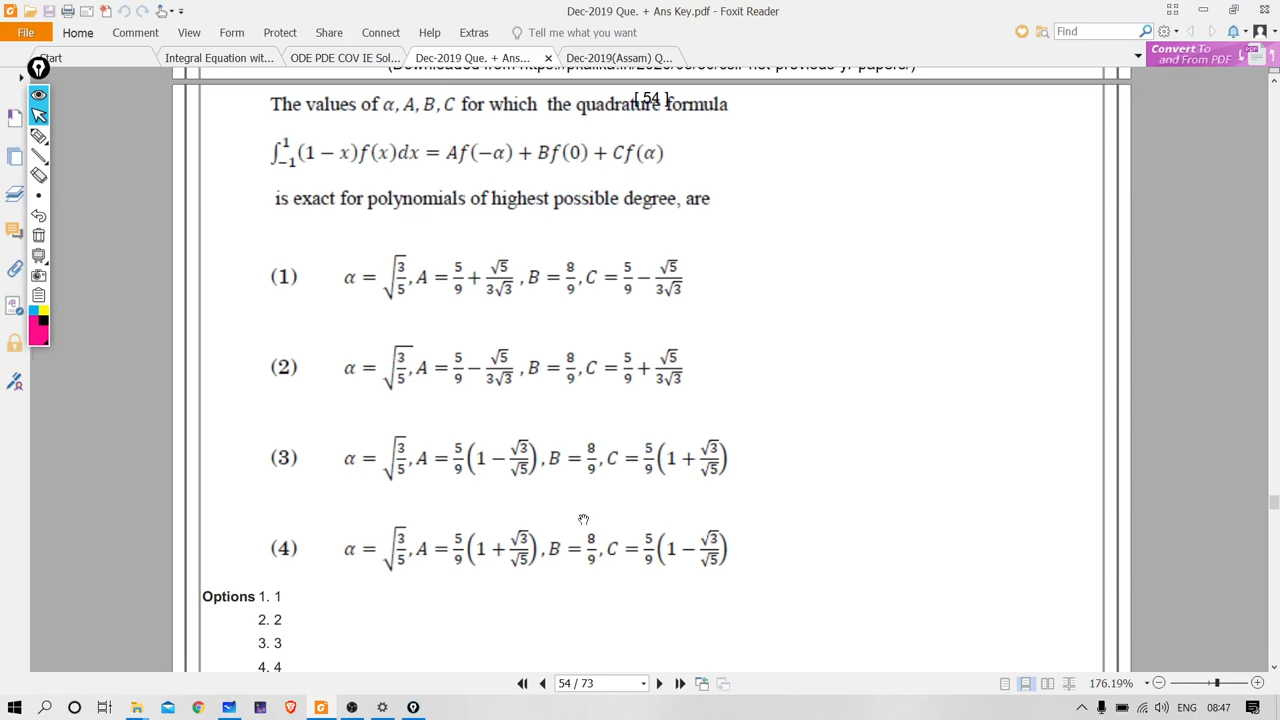 Dec-2019 Que. + Ans Key.pdf - Foxit Reader
File Home Comment View Form Protect Share Connect Help Extras Tell me what you want to do... Find
Start Integral Equation wit... ODE PDE COV IE Sol... Dec-2019 Que. + Ans... Dec-2019(Assam) Q...
Convert To
and From PDF
[ 54 ]
The values of α, A, B, C for which the quadrature formula
∫₋₁¹(1 − x)f(x)dx = Af(−α) + Bf(0) + Cf(α)
is exact for polynomials of highest possible degree, are
(1) α = √(3/5), A = 5/9 + √5/(3√3), B = 8/9, C = 5/9 − √5/(3√3)
(2) α = √(3/5), A = 5/9 − √5/(3√3), B = 8/9, C = 5/9 + √5/(3√3)
(3) α = √(3/5), A = 5/9(1 − √3/√5), B = 8/9, C = 5/9(1 + √3/√5)
(4) α = √(3/5), A = 5/9(1 + √3/√5), B = 8/9, C = 5/9(1 − √3/√5)
Options 1. 1
2. 2
3. 3
4. 4
54 / 73 176.19%
ENG 08:47